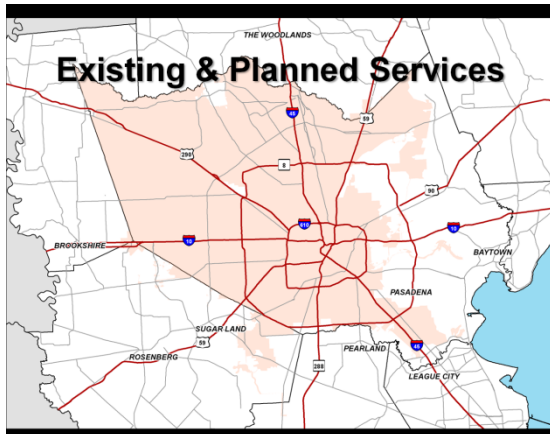 THE WOODLANDS
Existing & Planned Services
45
59
290
8
90
610
10
10
BROOKSHIRE
BAYTOWN
PASADENA
SUGAR LAND
59
45
PEARLAND
ROSENBERG
288
LEAGUE CITY